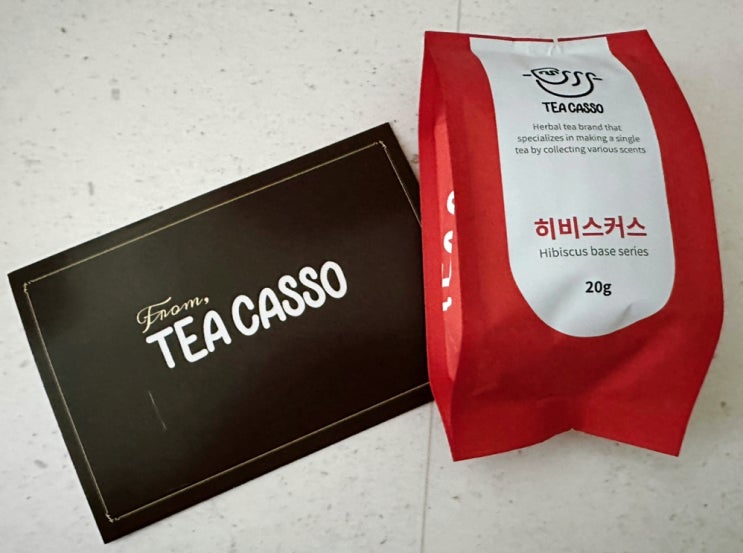 From,
TEA CASSO
TEA CASSO
Herbal tea brand that
specializes in making a single
tea by collecting various scents
히비스커스
Hibiscus base series
20g